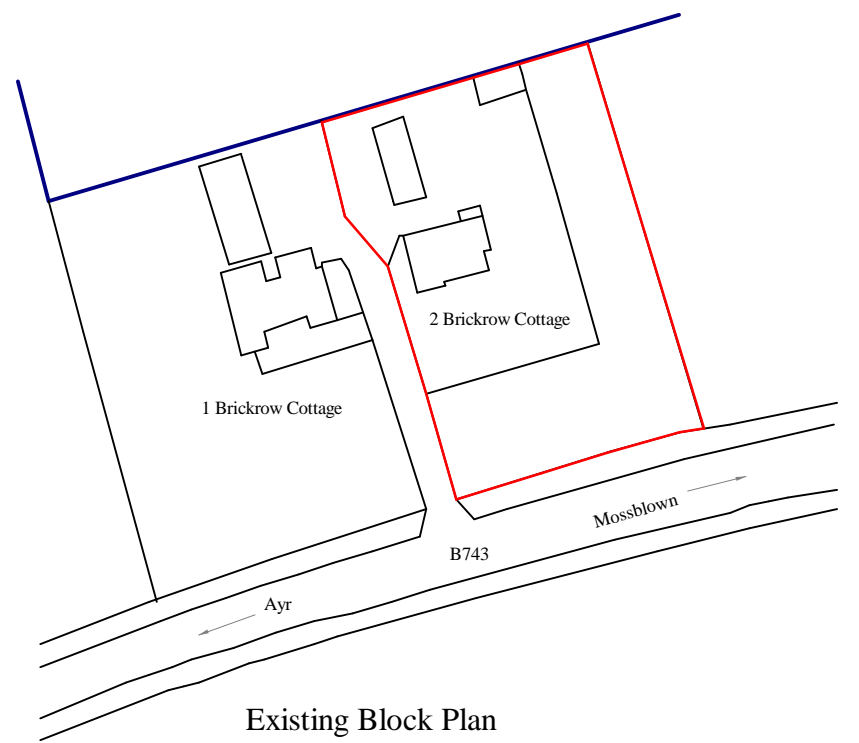 2 Brickrow Cottage
1 Brickrow Cottage
Mossblown
B743
Ayr
Existing Block Plan